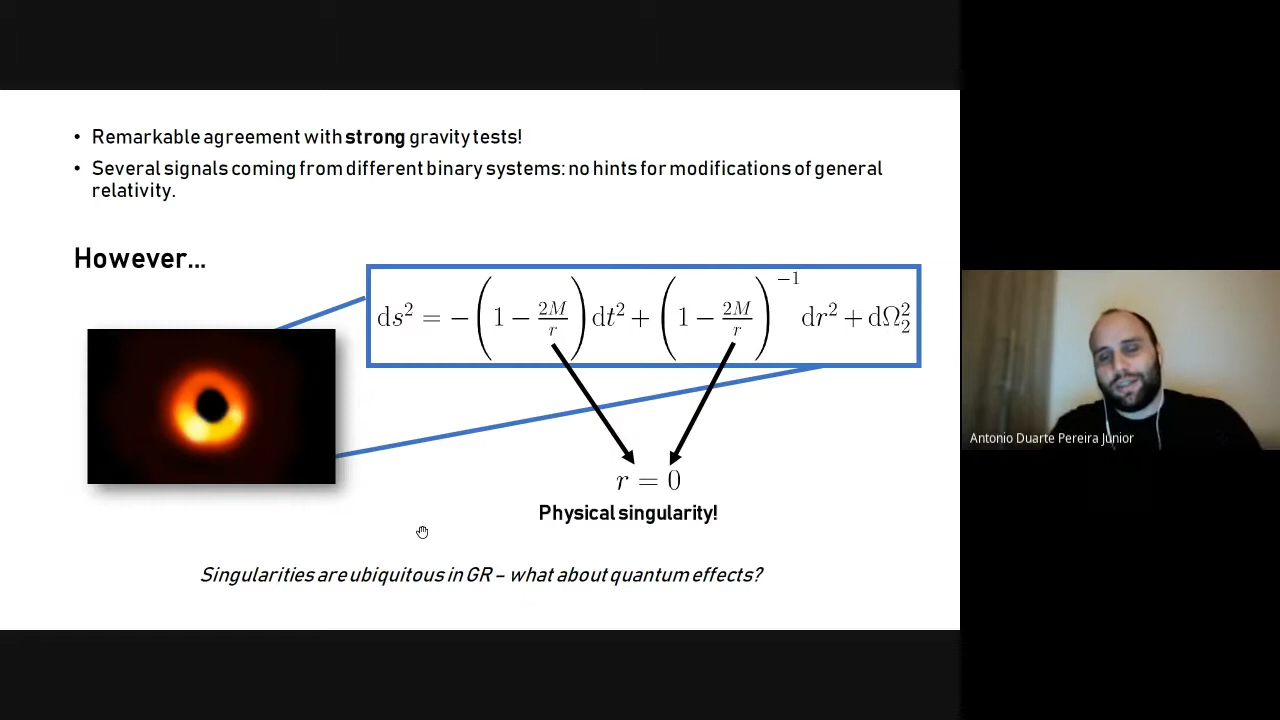 • Remarkable agreement with strong gravity tests!
• Several signals coming from different binary systems: no hints for modifications of general
relativity.
However...
ds² = −(1 − 2M/r)dt² + (1 − 2M/r)⁻¹ dr² + dΩ₂²
r = 0
Physical singularity!
Singularities are ubiquitous in GR – what about quantum effects?
Antonio Duarte Pereira Junior